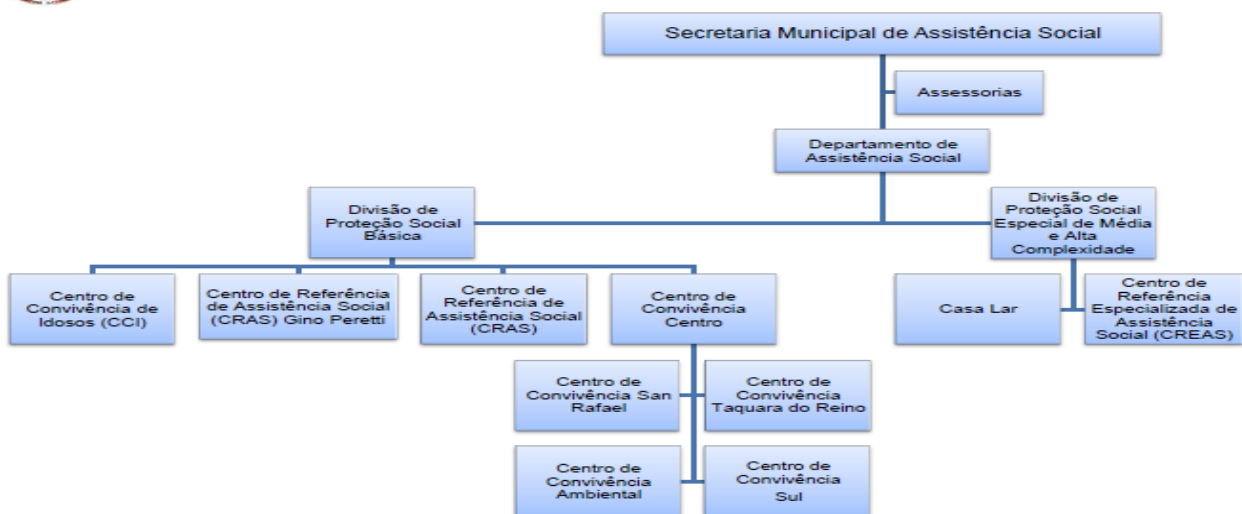 Secretaria Municipal de Assistência Social
Assessorias
Departamento de
Assistência Social
Divisão de
Proteção Social
Básica
Divisão de
Proteção Social
Especial de Média
e Alta
Complexidade
Centro de
Convivência de
Idosos (CCI)
Centro de Referência
de Assistência Social
(CRAS) Gino Peretti
Centro de
Referência de
Assistência Social
(CRAS)
Centro de
Convivência
Centro
Casa Lar
Centro de
Referência
Especializada de
Assistência
Social (CREAS)
Centro de
Convivência San
Rafael
Centro de
Convivência
Taquara do Reino
Centro de
Convivência
Ambiental
Centro de
Convivência
Sul